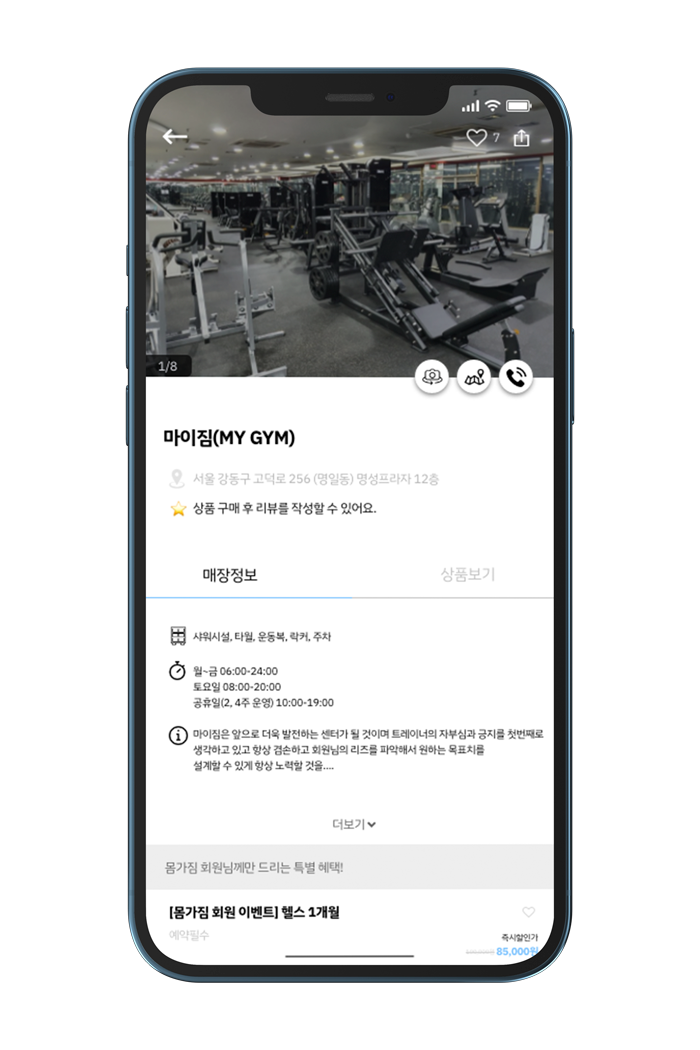 7
1/8
마이짐(MY GYM)
서울 강동구 고덕로 256 (명일동) 명성프라자 12층
상품 구매 후 리뷰를 작성할 수 있어요.
매장정보
상품보기
샤워시설, 타월, 운동복, 락커, 주차
월~금 06:00-24:00
토요일 08:00-20:00
공휴일(2, 4주 운영) 10:00-19:00
마이짐은 앞으로 더욱 발전하는 센터가 될 것이며 트레이너의 자부심과 긍지를 첫번째로
생각하고 있고 항상 겸손하고 회원님의 리즈를 파악해서 원하는 목표치를
설계할 수 있게 항상 노력할 것을....
더보기
몸가짐 회원님께만 드리는 특별 혜택!
[몸가짐 회원 이벤트] 헬스 1개월
예약필수
즉시할인가
85,000원